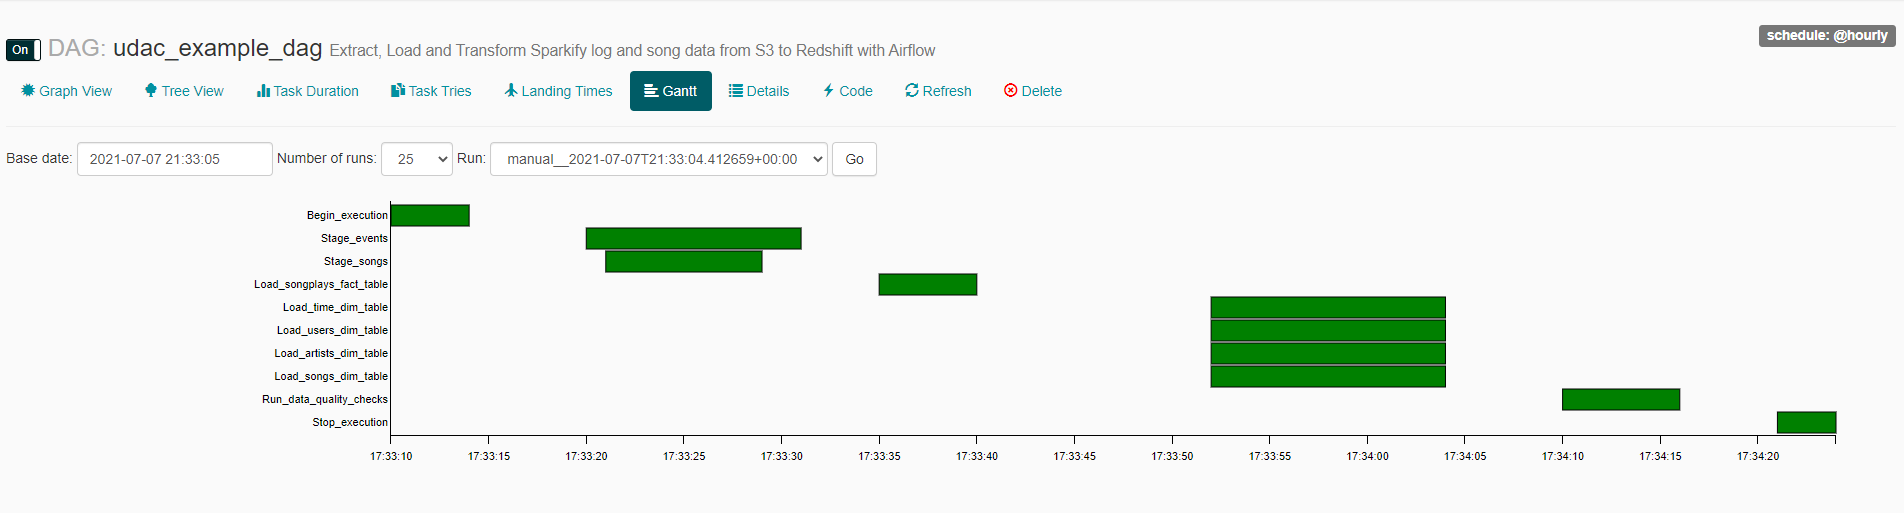 On DAG: udac_example_dag Extract, Load and Transform Sparkify log and song data from S3 to Redshift with Airflow
schedule: @hourly
Graph View Tree View Task Duration Task Tries Landing Times Gantt Details Code Refresh Delete
Base date: 2021-07-07 21:33:05 Number of runs: 25 Run: manual__2021-07-07T21:33:04.412659+00:00 Go
Begin_execution
Stage_events
Stage_songs
Load_songplays_fact_table
Load_time_dim_table
Load_users_dim_table
Load_artists_dim_table
Load_songs_dim_table
Run_data_quality_checks
Stop_execution
17:33:10 17:33:15 17:33:20 17:33:25 17:33:30 17:33:35 17:33:40 17:33:45 17:33:50 17:33:55 17:34:00 17:34:05 17:34:10 17:34:15 17:34:20